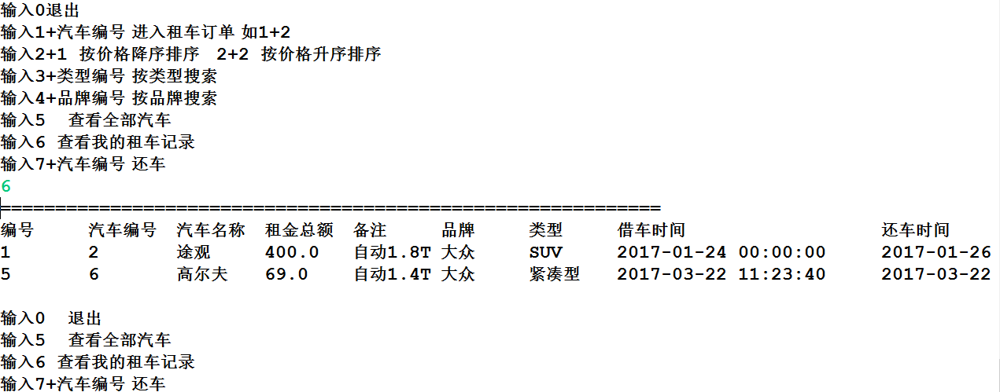 输入0退出
输入1+汽车编号 进入租车订单 如1+2
输入2+1 按价格降序排序  2+2 按价格升序排序
输入3+类型编号 按类型搜索
输入4+品牌编号 按品牌搜索
输入5  查看全部汽车
输入6 查看我的租车记录
输入7+汽车编号 还车
6
============================================================
编号 汽车编号 汽车名称 租金总额 备注 品牌 类型 借车时间 还车时间
1 2 途观 400.0 自动1.8T 大众 SUV 2017-01-24 00:00:00 2017-01-26
5 6 高尔夫 69.0 自动1.4T 大众 紧凑型 2017-03-22 11:23:40 2017-03-22
输入0  退出
输入5  查看全部汽车
输入6 查看我的租车记录
输入7+汽车编号 还车